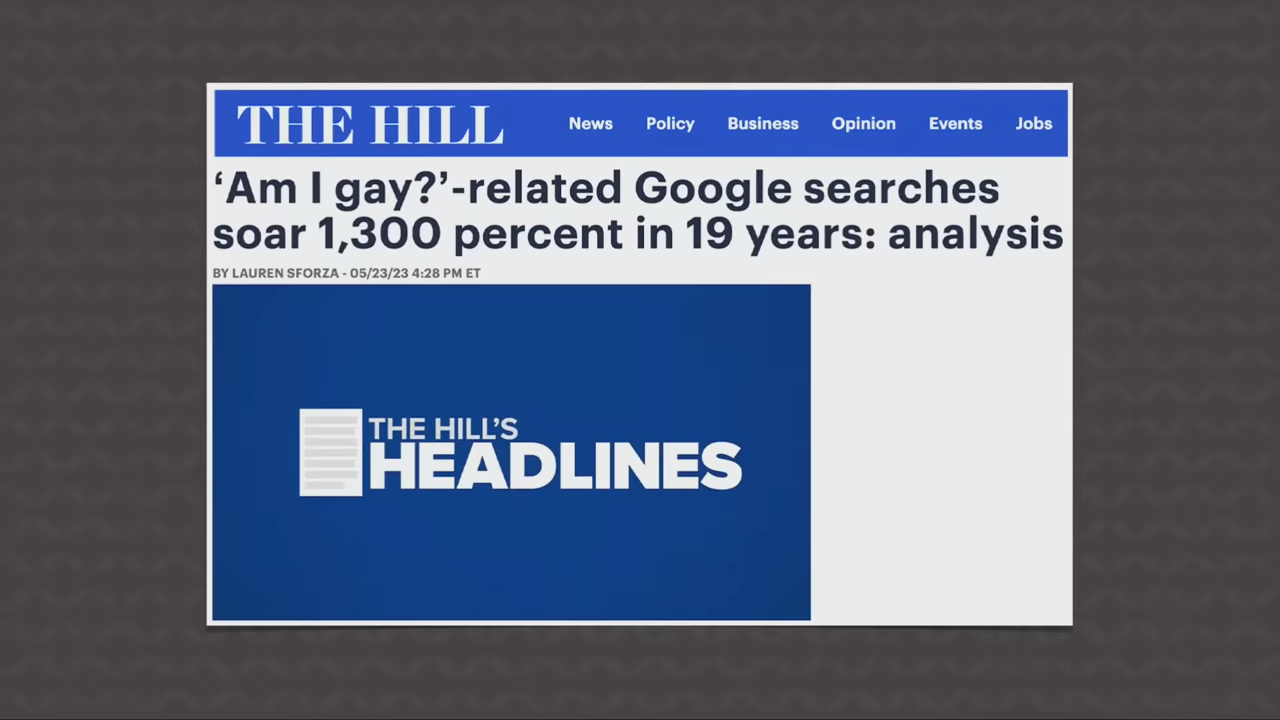 THE HILL News Policy Business Opinion Events Jobs
‘Am I gay?’-related Google searches
soar 1,300 percent in 19 years: analysis
BY LAUREN SFORZA - 05/23/23 4:28 PM ET
THE HILL’S
HEADLINES